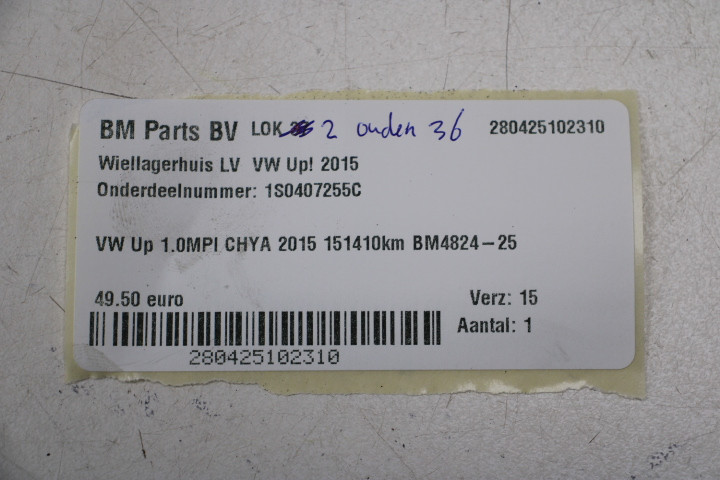 BM Parts BV LOK 2 onden 36 280425102310
Wiellagerhuis LV VW Up! 2015
Onderdeelnummer: 1S0407255C
VW Up 1.0MPI CHYA 2015 151410km BM4824-25
49.50 euro Verz: 15
Aantal: 1
280425102310